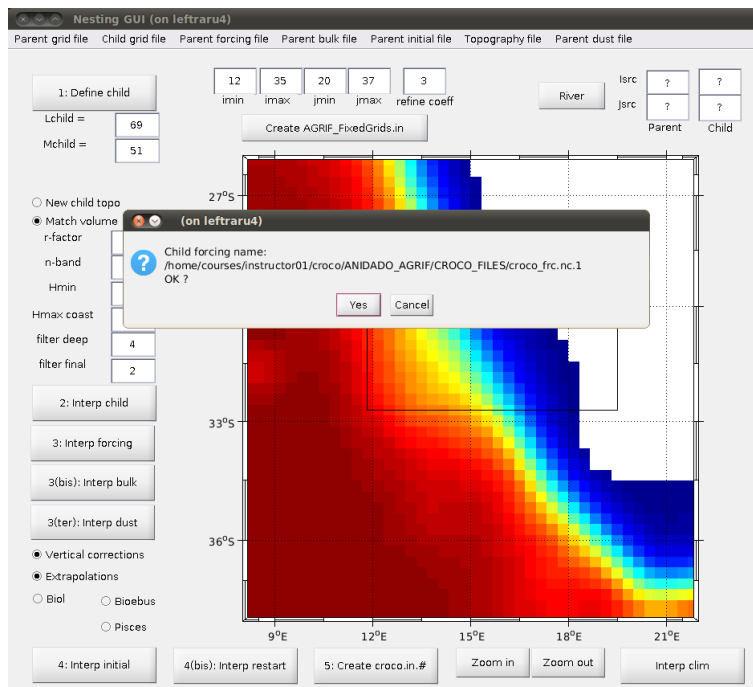 Nesting GUI (on leftraru4)
Parent grid file Child grid file Parent forcing file Parent bulk file Parent initial file Topography file Parent dust file
1: Define child
12 35 20 37 3
imin imax jmin jmax refine coeff
River
Isrc ? ?
Jsrc ? ?
Parent Child
Lchild = 69
Mchild = 51
Create AGRIF_FixedGrids.in
New child topo
Match volume
r-factor
n-band
Hmin
Hmax coast
filter deep 4
filter final 2
27°S
(on leftraru4)
Child forcing name:
/home/courses/instructor01/croco/ANIDADO_AGRIF/CROCO_FILES/croco_frc.nc.1
OK ?
Yes Cancel
33°S
36°S
9°E 12°E 15°E 18°E 21°E
2: Interp child
3: Interp forcing
3(bis): Interp bulk
3(ter): Interp dust
Vertical corrections
Extrapolations
Biol Bioebus
Pisces
4: Interp initial 4(bis): Interp restart 5: Create croco.in.# Zoom in Zoom out Interp clim